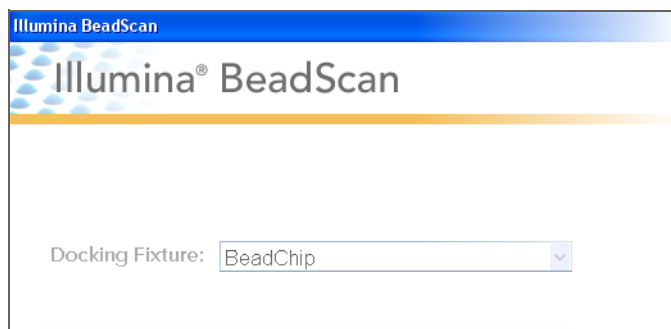 Illumina BeadScan
Illumina® BeadScan
Docking Fixture: BeadChip